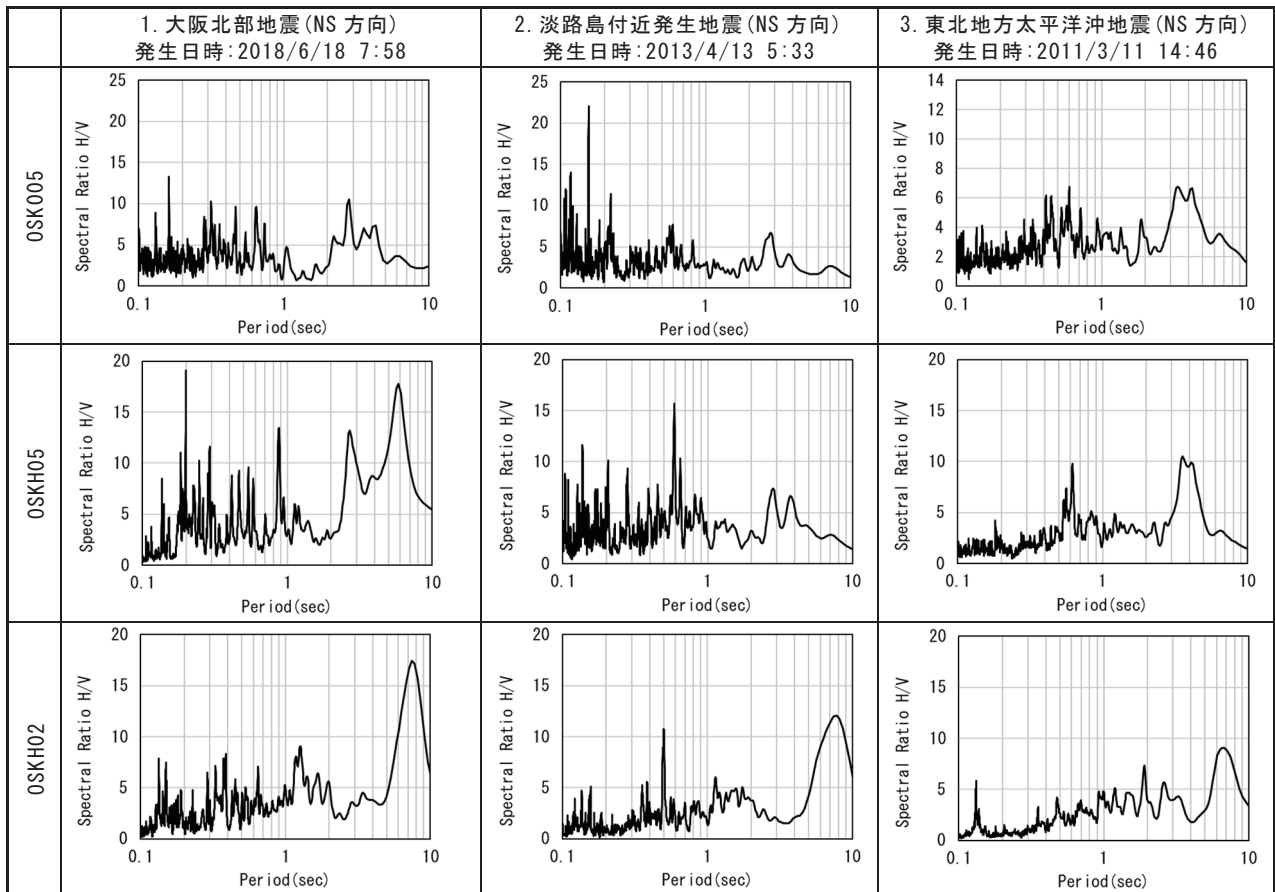 1. 大阪北部地震(NS 方向)
発生日時:2018/6/18 7:58
2. 淡路島付近発生地震(NS 方向)
発生日時:2013/4/13 5:33
3. 東北地方太平洋沖地震(NS 方向)
発生日時:2011/3/11 14:46
OSK005
Spectral Ratio H/V
25
20
15
10
5
0
0.1
1
10
Period(sec)
Spectral Ratio H/V
25
20
15
10
5
0
0.1
1
10
Period(sec)
Spectral Ratio H/V
14
12
10
8
6
4
2
0
0.1
1
10
Period(sec)
OSKH05
Spectral Ratio H/V
20
15
10
5
0
0.1
1
10
Period(sec)
Spectral Ratio H/V
20
15
10
5
0
0.1
1
10
Period(sec)
Spectral Ratio H/V
20
15
10
5
0
0.1
1
10
Period(sec)
OSKH02
Spectral Ratio H/V
20
15
10
5
0
0.1
1
10
Period(sec)
Spectral Ratio H/V
20
15
10
5
0
0.1
1
10
Period(sec)
Spectral Ratio H/V
20
15
10
5
0
0.1
1
10
Period(sec)